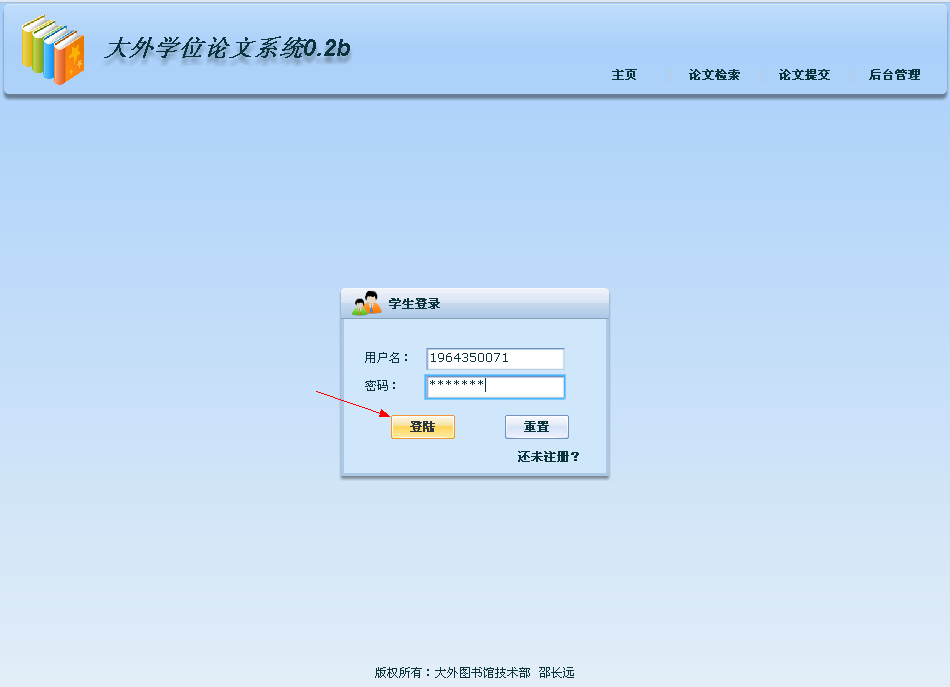 大外学位论文系统0.2b
主页 论文检索 论文提交 后台管理
学生登录
用户名： 1964350071
密码： *******
登陆 重置
还未注册？
版权所有：大外图书馆技术部 邵长远